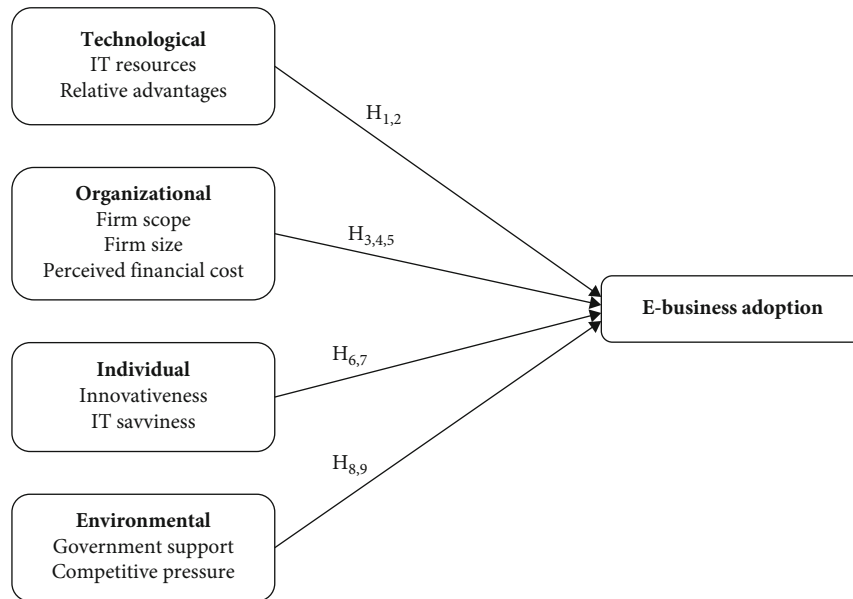 Technological
IT resources
Relative advantages
H1,2
Organizational
Firm scope
Firm size
Perceived financial cost
H3,4,5
E-business adoption
Individual
Innovativeness
IT savviness
H6,7
Environmental
Government support
Competitive pressure
H8,9